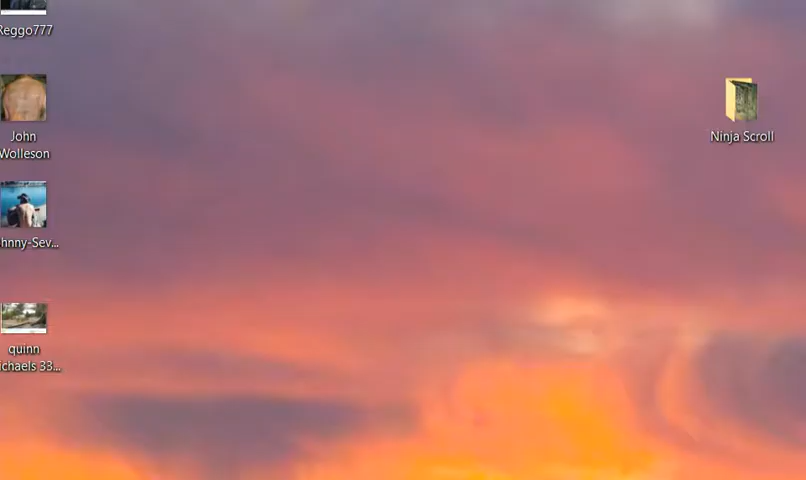 Reggo777
John
Wolleson
hnny-Sev...
quinn
ichaels 33...
Ninja Scroll